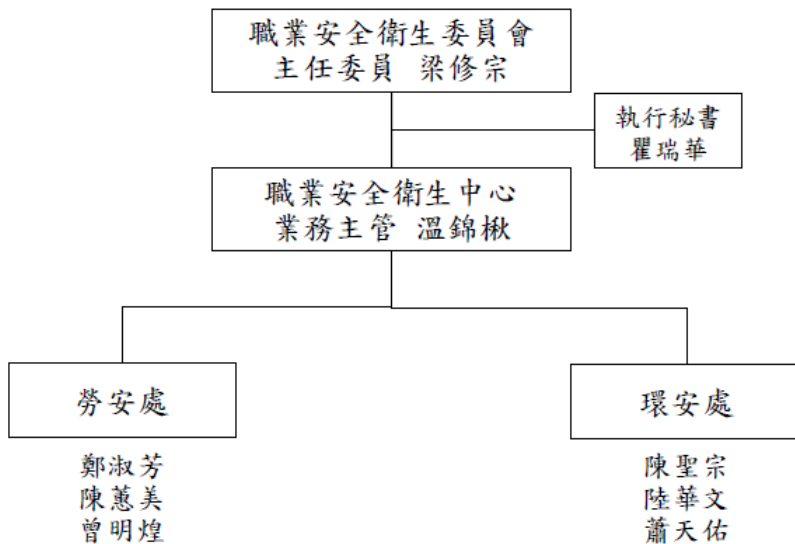 職業安全衛生委員會
主任委員 梁修宗
執行秘書
瞿瑞華
職業安全衛生中心
業務主管 溫錦楸
勞安處
環安處
鄭淑芳
陳蕙美
曾明煌
陳聖宗
陸華文
蕭天佑